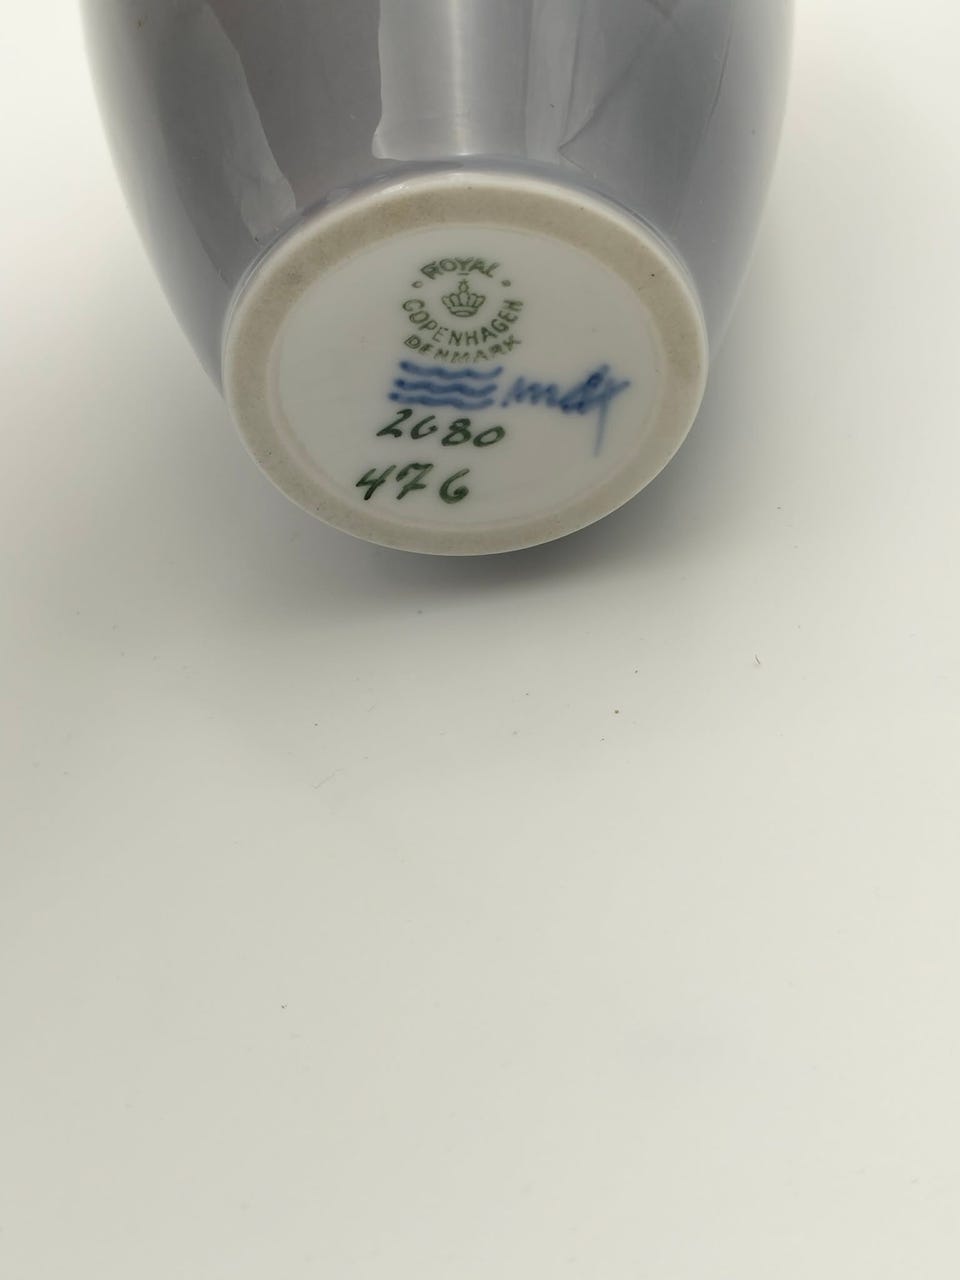 ROYAL
COPENHAGEN
DENMARK
2680
476